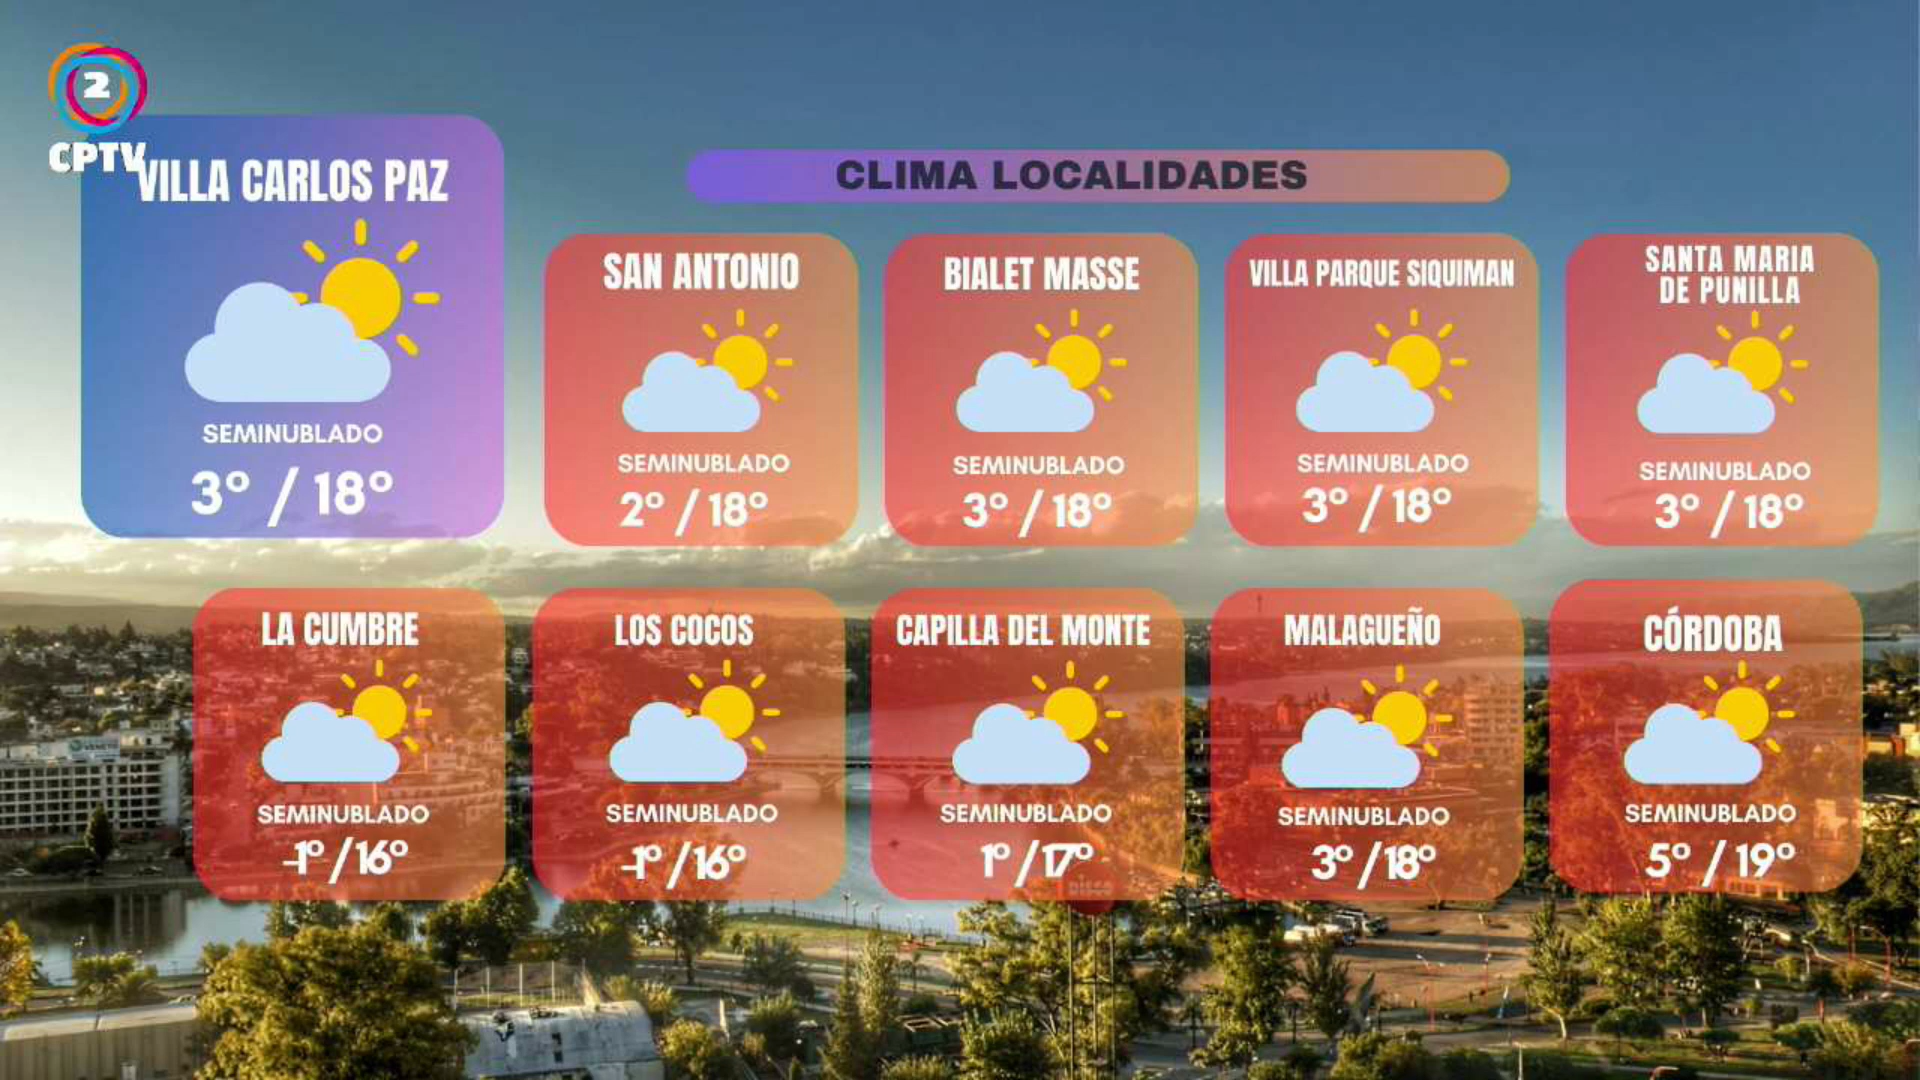 2
CPTV
VILLA CARLOS PAZ
SEMINUBLADO
3° / 18°
CLIMA LOCALIDADES
SAN ANTONIO
SEMINUBLADO
2° / 18°
BIALET MASSE
SEMINUBLADO
3° / 18°
VILLA PARQUE SIQUIMAN
SEMINUBLADO
3° / 18°
SANTA MARIA
DE PUNILLA
SEMINUBLADO
3° / 18°
LA CUMBRE
SEMINUBLADO
-1° /16°
LOS COCOS
SEMINUBLADO
-1° /16°
CAPILLA DEL MONTE
SEMINUBLADO
1° /17°
MALAGUEÑO
SEMINUBLADO
3° /18°
CÓRDOBA
SEMINUBLADO
5° / 19°
DISCO